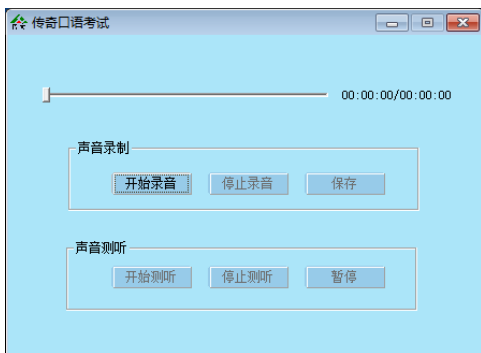 传奇口语考试
00:00:00/00:00:00
声音录制
开始录音 停止录音 保存
声音测听
开始测听 停止测听 暂停